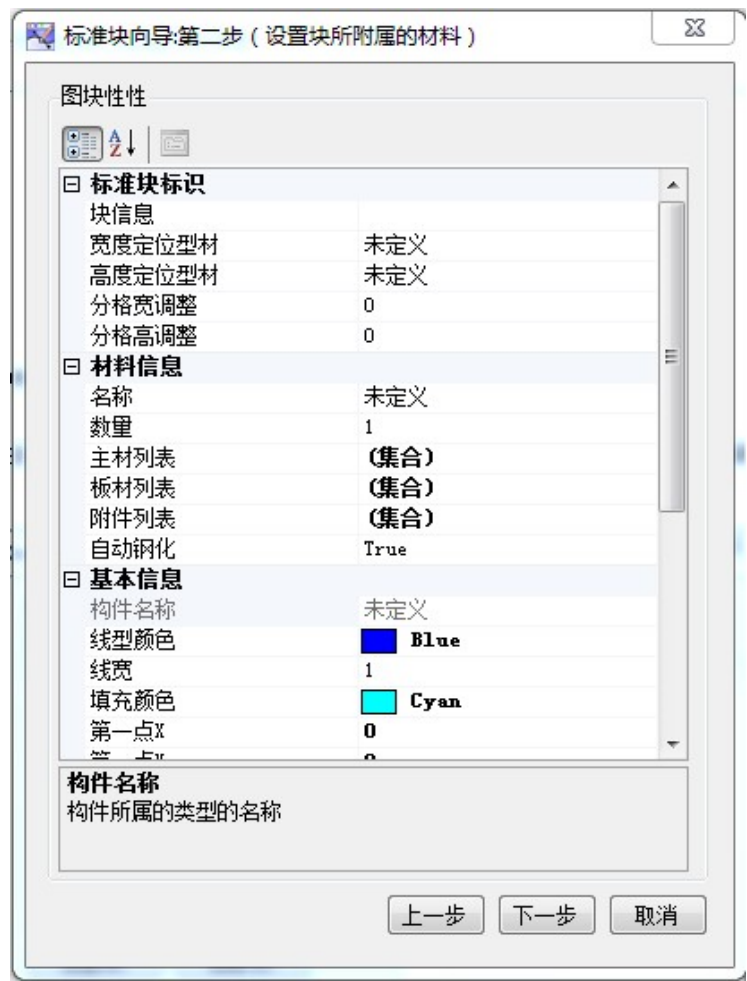 标准块向导:第二步（设置块所附属的材料）
图块性性
标准块标识
块信息
宽度定位型材 未定义
高度定位型材 未定义
分格宽调整 0
分格高调整 0
材料信息
名称 未定义
数量 1
主材列表 (集合)
板材列表 (集合)
附件列表 (集合)
自动钢化 True
基本信息
构件名称 未定义
线型颜色 Blue
线宽 1
填充颜色 Cyan
第一点X 0
构件名称
构件所属的类型的名称
上一步 下一步 取消